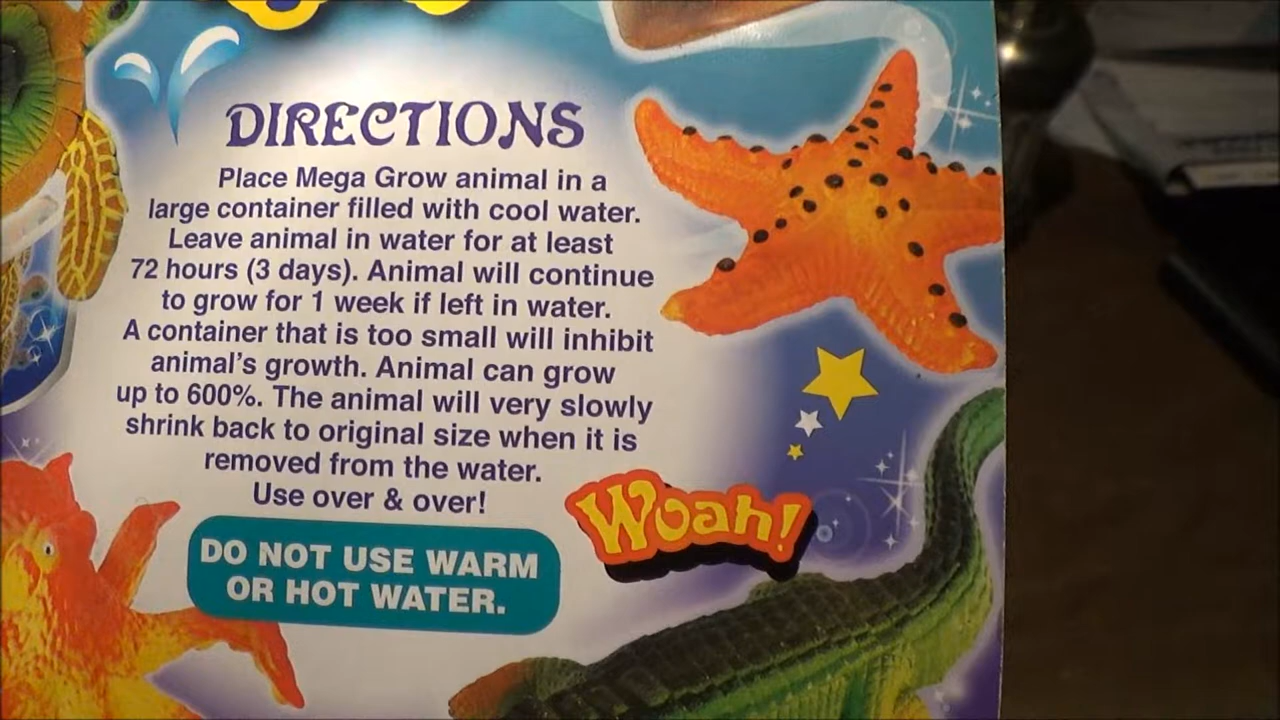 DIRECTIONS
Place Mega Grow animal in a
large container filled with cool water.
Leave animal in water for at least
72 hours (3 days). Animal will continue
to grow for 1 week if left in water.
A container that is too small will inhibit
animal's growth. Animal can grow
up to 600%. The animal will very slowly
shrink back to original size when it is
removed from the water.
Use over & over!
Woah!
DO NOT USE WARM
OR HOT WATER.